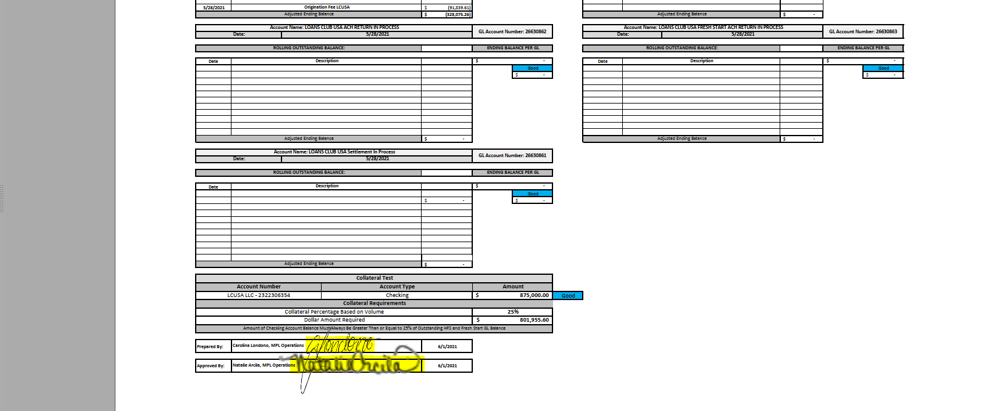 5/28/2021 Origination Fee LCUSA $ (91,839.61)
Adjusted Ending Balance $ (328,075.26)
Adjusted Ending Balance $ -
Account Name: LOANS CLUB USA ACH RETURN IN PROCESS
GL Account Number: 26630862
Date: 5/28/2021
Account Name: LOANS CLUB USA FRESH START ACH RETURN IN PROCESS
GL Account Number: 26630863
Date: 5/28/2021
ROLLING OUTSTANDING BALANCE: ENDING BALANCE PER GL
ROLLING OUTSTANDING BALANCE: ENDING BALANCE PER GL
Date Description $ -
Good
$ -
Date Description $ -
Good
$ -
Adjusted Ending Balance $ -
Adjusted Ending Balance $ -
Account Name: LOANS CLUB USA Settlement In Process
GL Account Number: 26630861
Date: 5/28/2021
ROLLING OUTSTANDING BALANCE: ENDING BALANCE PER GL
Date Description $ -
Good
$ - $ -
Adjusted Ending Balance $ -
Collateral Test
Account Number Account Type Amount
LCUSA LLC - 2322306354 Checking $ 875,000.00 Good
Collateral Requirements
Collateral Percentage Based on Volume 25%
Dollar Amount Required $ 801,955.60
Amount of Checking Account Balance Must Always Be Greater Than or Equal to 25% of Outstanding HFS and Fresh Start GL Balance
Prepared By: Carolina Londono, MPL Operations Londono 6/1/2021
Approved By: Natalie Arcila, MPL Operations Natalie Arcila 6/1/2021